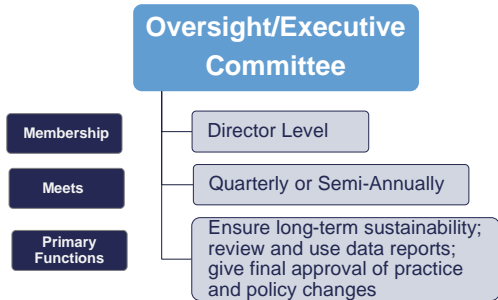 Oversight/Executive
Committee
Membership
Director Level
Meets
Quarterly or Semi-Annually
Primary
Functions
Ensure long-term sustainability;
review and use data reports;
give final approval of practice
and policy changes